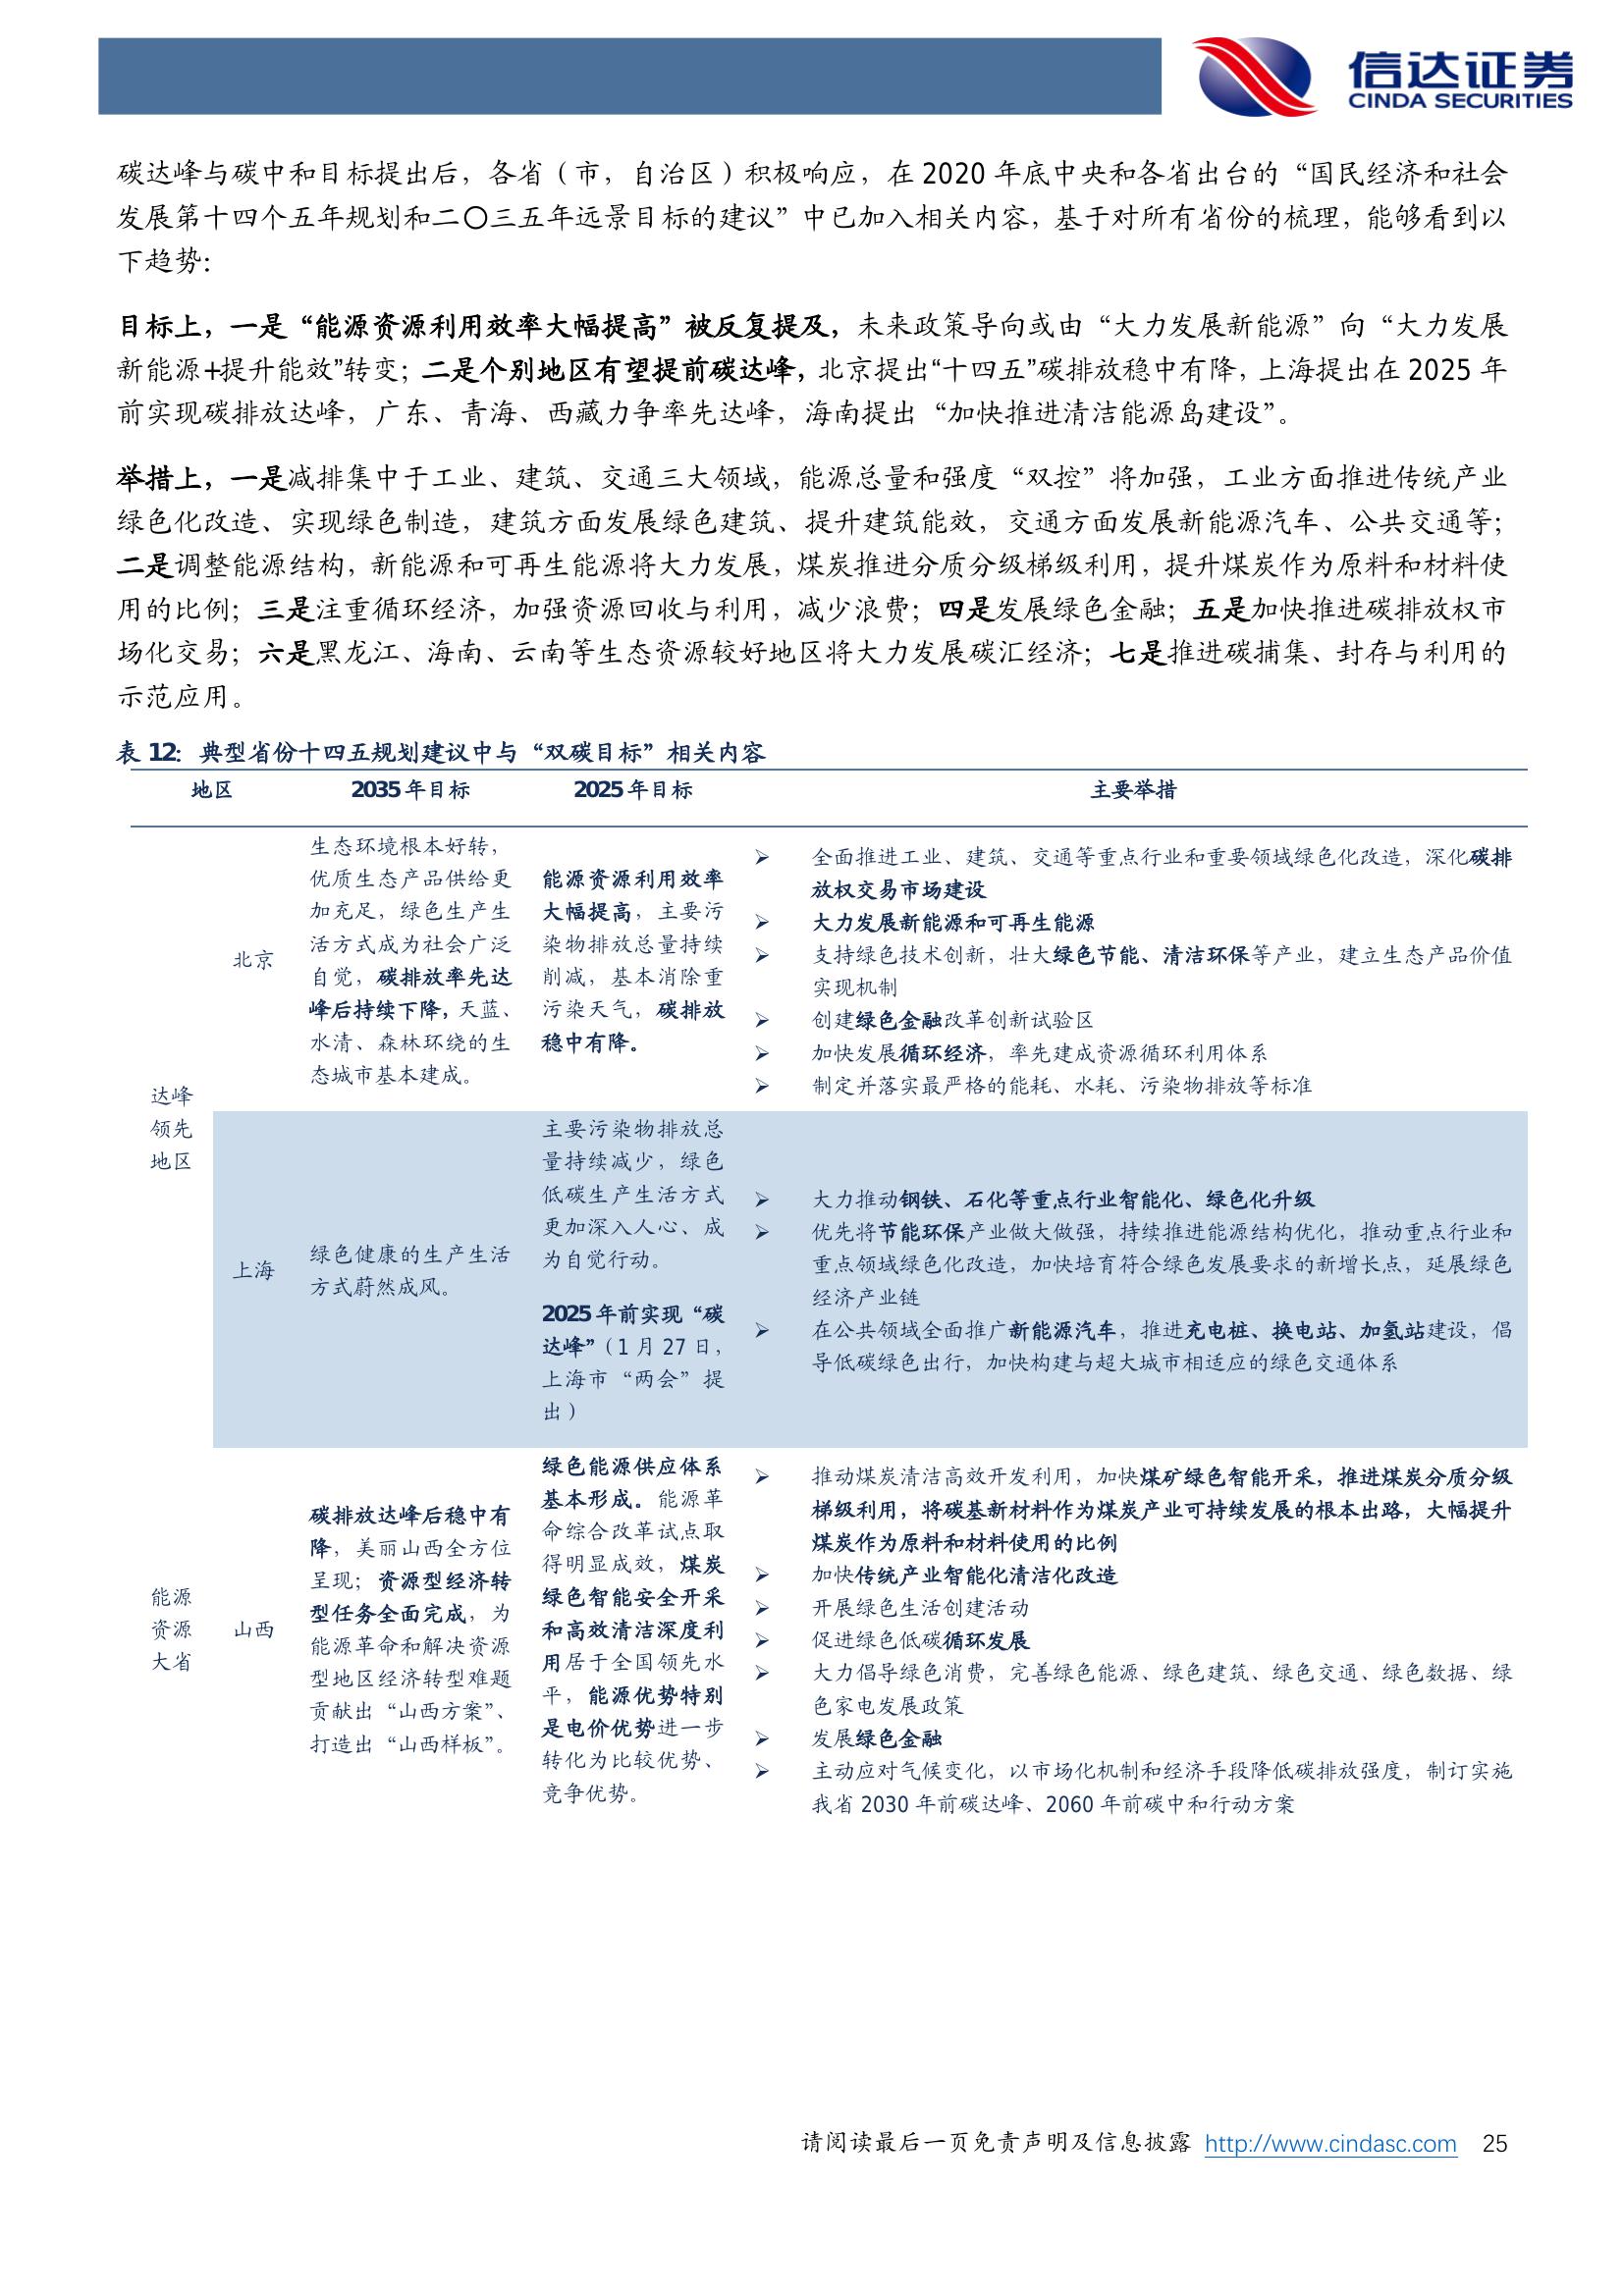 信达证券
CINDA SECURITIES
碳达峰与碳中和目标提出后，各省（市，自治区）积极响应，在 2020 年底中央和各省出台的“国民经济和社会
发展第十四个五年规划和二〇三五年远景目标的建议”中已加入相关内容，基于对所有省份的梳理，能够看到以
下趋势：
目标上，一是“能源资源利用效率大幅提高”被反复提及，未来政策导向或由“大力发展新能源”向“大力发展
新能源+提升能效”转变；二是个别地区有望提前碳达峰，北京提出“十四五”碳排放稳中有降，上海提出在 2025 年
前实现碳排放达峰，广东、青海、西藏力争率先达峰，海南提出“加快推进清洁能源岛建设”。
举措上，一是减排集中于工业、建筑、交通三大领域，能源总量和强度“双控”将加强，工业方面推进传统产业
绿色化改造、实现绿色制造，建筑方面发展绿色建筑、提升建筑能效，交通方面发展新能源汽车、公共交通等；
二是调整能源结构，新能源和可再生能源将大力发展，煤炭推进分质分级梯级利用，提升煤炭作为原料和材料使
用的比例；三是注重循环经济，加强资源回收与利用，减少浪费；四是发展绿色金融；五是加快推进碳排放权市
场化交易；六是黑龙江、海南、云南等生态资源较好地区将大力发展碳汇经济；七是推进碳捕集、封存与利用的
示范应用。
表 12：典型省份十四五规划建议中与“双碳目标”相关内容
地区 2035 年目标 2025 年目标 主要举措
达峰
领先
地区
北京
生态环境根本好转，
优质生态产品供给更
加充足，绿色生产生
活方式成为社会广泛
自觉，碳排放率先达
峰后持续下降，天蓝、
水清、森林环绕的生
态城市基本建成。
能源资源利用效率
大幅提高，主要污
染物排放总量持续
削减，基本消除重
污染天气，碳排放
稳中有降。
➢ 全面推进工业、建筑、交通等重点行业和重要领域绿色化改造，深化碳排
放权交易市场建设
➢ 大力发展新能源和可再生能源
➢ 支持绿色技术创新，壮大绿色节能、清洁环保等产业，建立生态产品价值
实现机制
➢ 创建绿色金融改革创新试验区
➢ 加快发展循环经济，率先建成资源循环利用体系
➢ 制定并落实最严格的能耗、水耗、污染物排放等标准
上海
绿色健康的生产生活
方式蔚然成风。
主要污染物排放总
量持续减少，绿色
低碳生产生活方式
更加深入人心、成
为自觉行动。
2025 年前实现“碳
达峰”（1 月 27 日，
上海市“两会”提
出）
➢ 大力推动钢铁、石化等重点行业智能化、绿色化升级
➢ 优先将节能环保产业做大做强，持续推进能源结构优化，推动重点行业和
重点领域绿色化改造，加快培育符合绿色发展要求的新增长点，延展绿色
经济产业链
➢ 在公共领域全面推广新能源汽车，推进充电桩、换电站、加氢站建设，倡
导低碳绿色出行，加快构建与超大城市相适应的绿色交通体系
能源
资源
大省
山西
碳排放达峰后稳中有
降，美丽山西全方位
呈现；资源型经济转
型任务全面完成，为
能源革命和解决资源
型地区经济转型难题
贡献出“山西方案”、
打造出“山西样板”。
绿色能源供应体系
基本形成。能源革
命综合改革试点取
得明显成效，煤炭
绿色智能安全开采
和高效清洁深度利
用居于全国领先水
平，能源优势特别
是电价优势进一步
转化为比较优势、
竞争优势。
➢ 推动煤炭清洁高效开发利用，加快煤矿绿色智能开采，推进煤炭分质分级
梯级利用，将碳基新材料作为煤炭产业可持续发展的根本出路，大幅提升
煤炭作为原料和材料使用的比例
➢ 加快传统产业智能化清洁化改造
➢ 开展绿色生活创建活动
➢ 促进绿色低碳循环发展
➢ 大力倡导绿色消费，完善绿色能源、绿色建筑、绿色交通、绿色数据、绿
色家电发展政策
➢ 发展绿色金融
➢ 主动应对气候变化，以市场化机制和经济手段降低碳排放强度，制订实施
我省 2030 年前碳达峰、2060 年前碳中和行动方案
请阅读最后一页免责声明及信息披露 http://www.cindasc.com 25